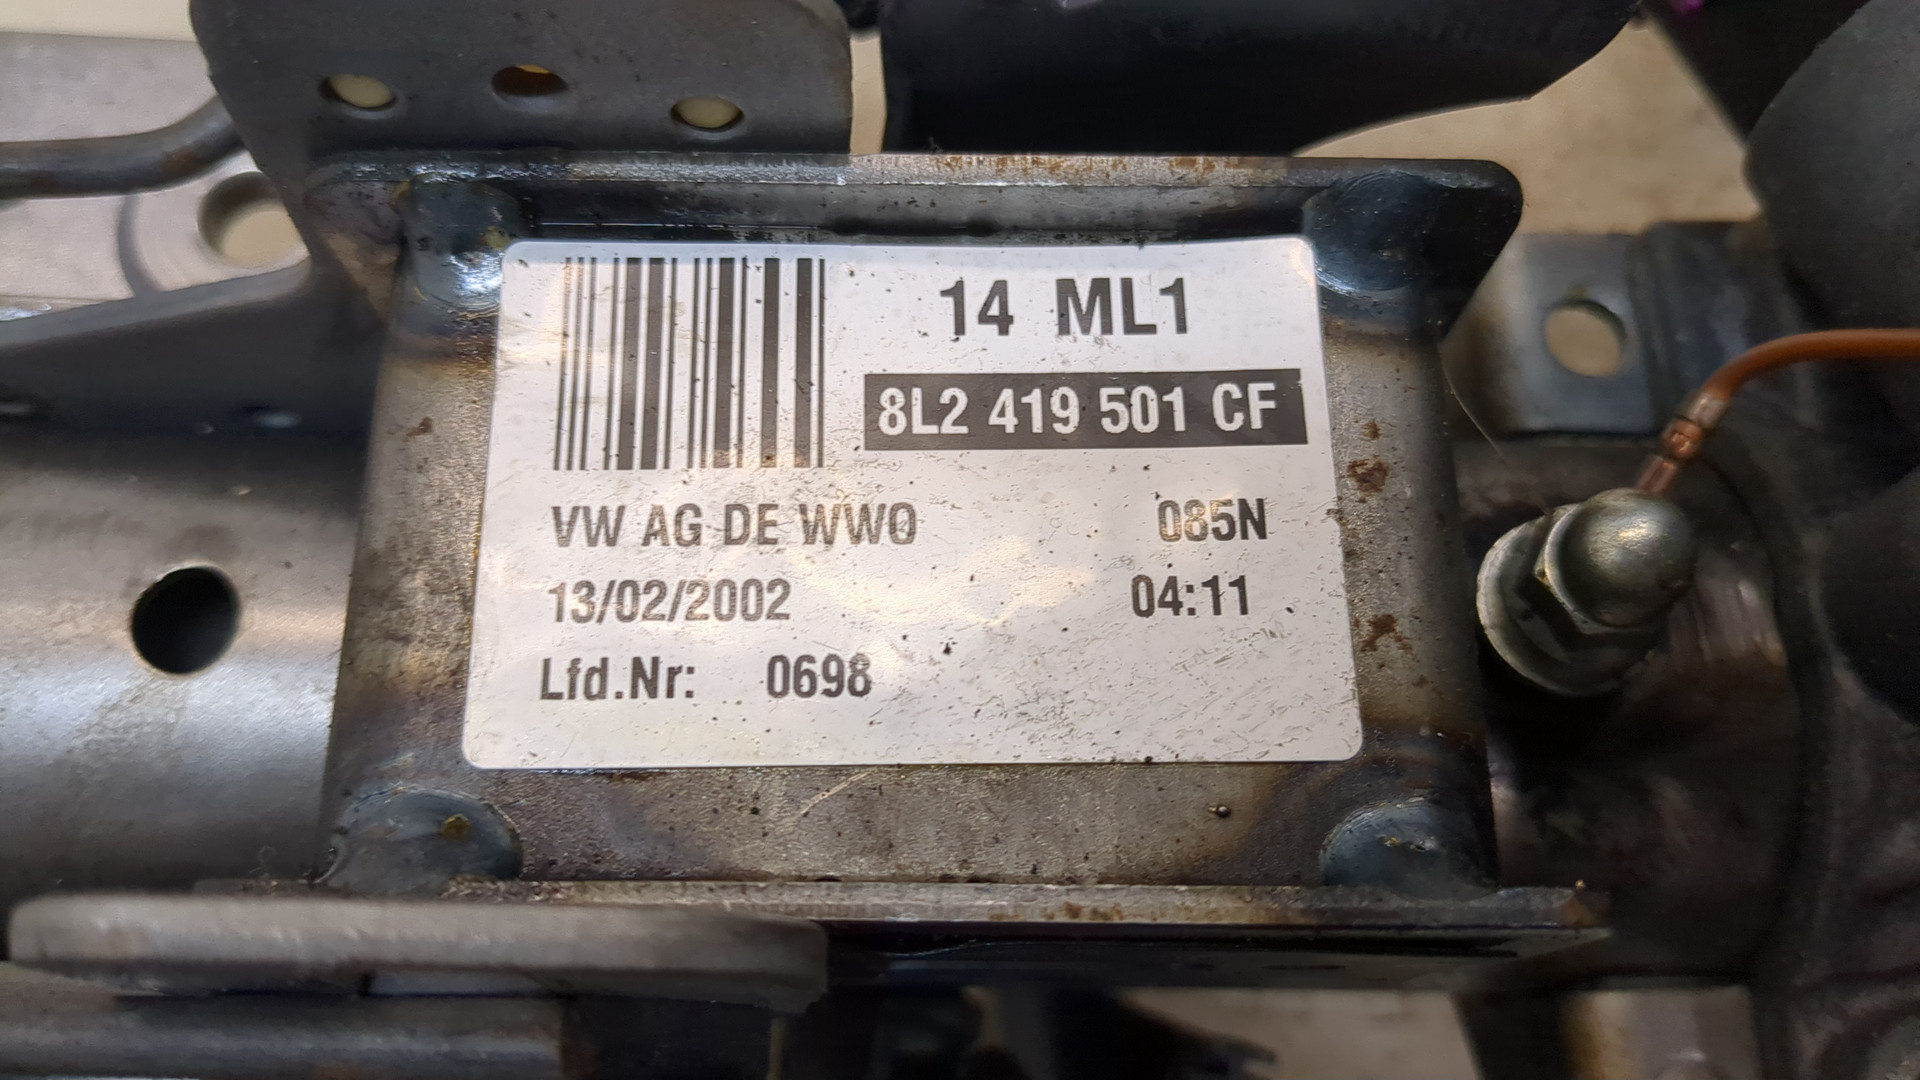 14 ML1
8L2 419 501 CF
VW AG DE WWO 085N
13/02/2002 04:11
Lfd.Nr: 0698